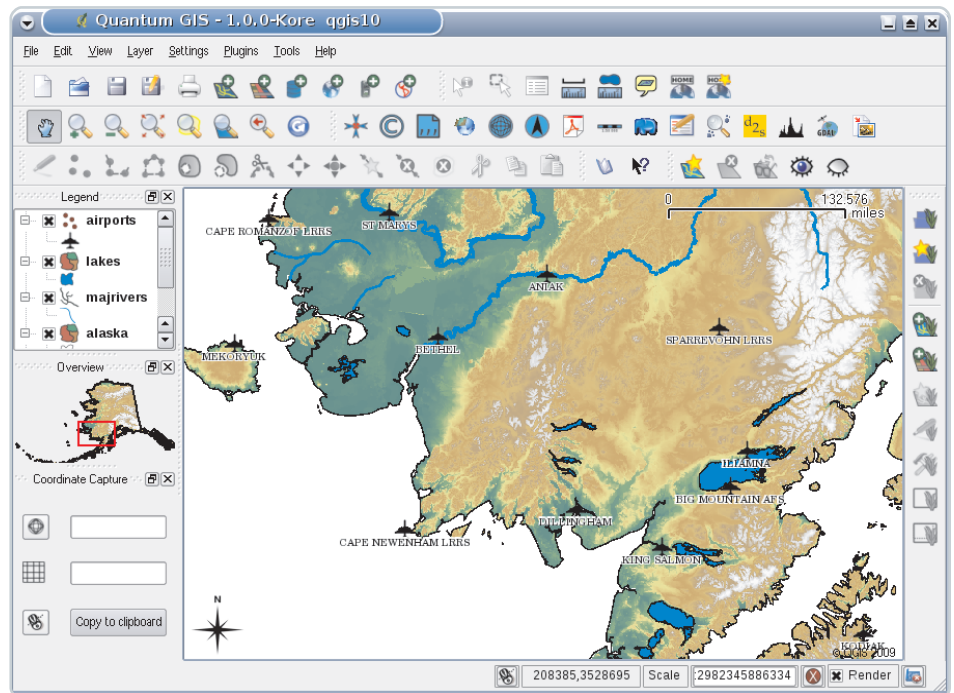 Quantum GIS - 1.0.0-Kore qgis10
File Edit View Layer Settings Plugins Tools Help
Legend
airports
lakes
majrivers
alaska
Overview
Coordinate Capture
Copy to clipboard
0 132.576
miles
CAPE ROMANZOF LRRS
ST MARYS
ANIAK
BETHEL
SPARREVOHN LRRS
MEKORYUK
ILIAMNA
BIG MOUNTAIN AFS
DILLINGHAM
CAPE NEWENHAM LRRS
KING SALMON
KODIAK
N
© QGIS 2009
208385,3528695 Scale :2982345886334 Render